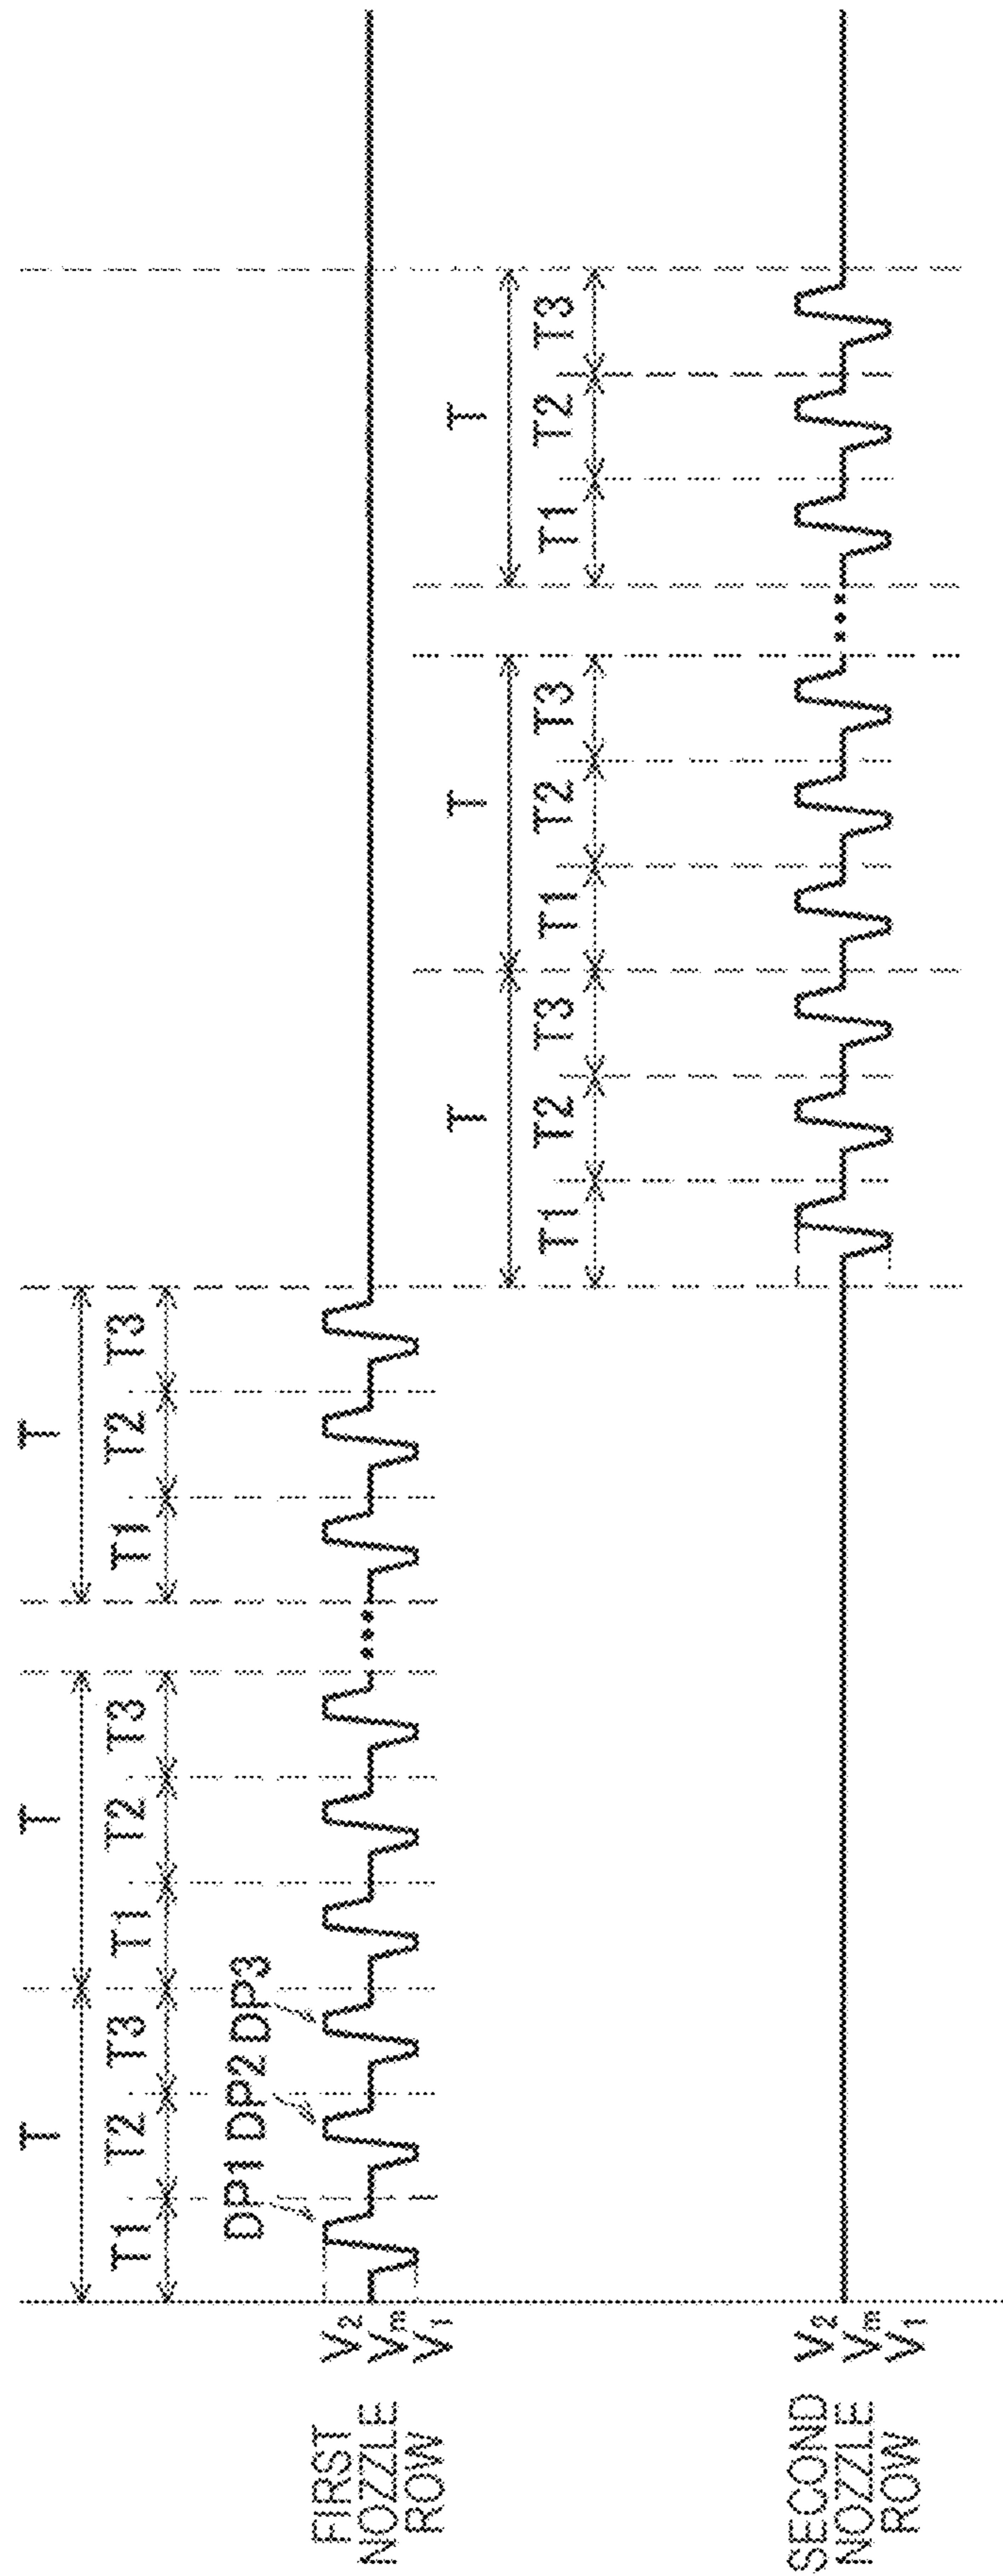 T T T
T1 T2 T3 T1 T2 T3 T1 T2 T3
DP1 DP2 DP3
FIRST
NOZZLE
ROW
V2
Vm
V1
T T T
T1 T2 T3 T1 T2 T3 T1 T2 T3
SECOND
NOZZLE
ROW
V2
Vm
V1